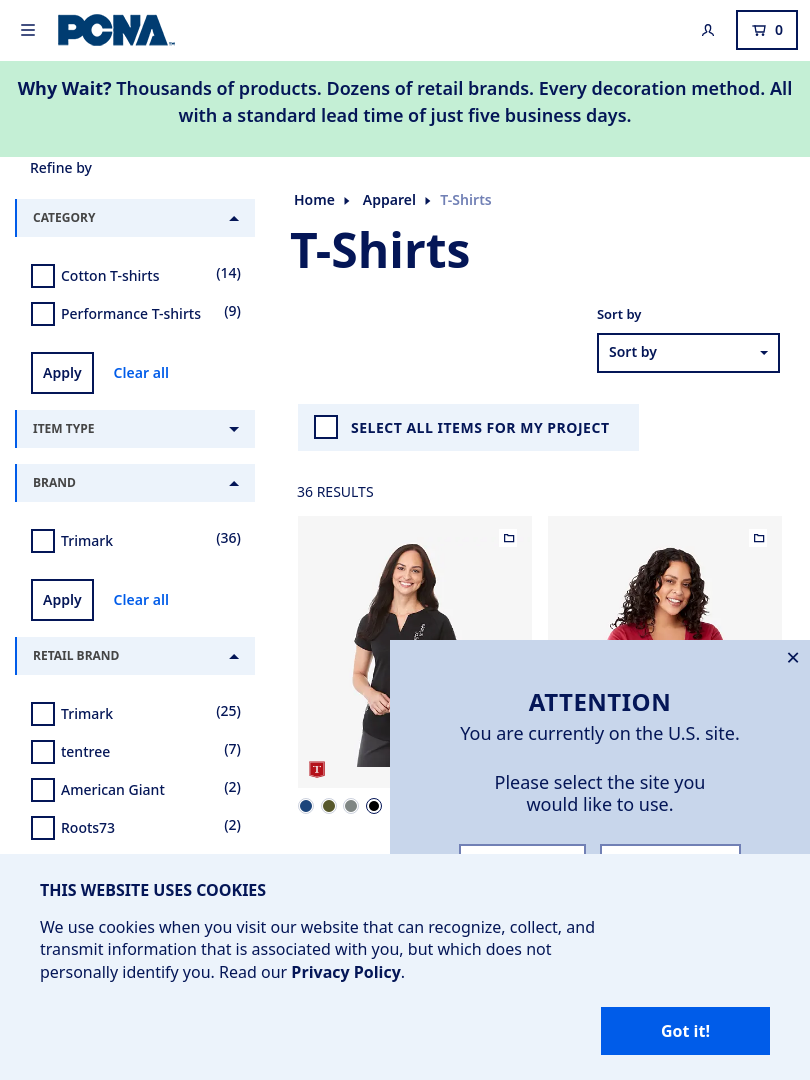 PCNA
0
Why Wait? Thousands of products. Dozens of retail brands. Every decoration method. All
with a standard lead time of just five business days.
Refine by
CATEGORY
Cotton T-shirts (14)
Performance T-shirts (9)
Apply Clear all
ITEM TYPE
BRAND
Trimark (36)
Apply Clear all
RETAIL BRAND
Trimark (25)
tentree (7)
American Giant (2)
Roots73 (2)
Home Apparel T-Shirts
T-Shirts
Sort by
Sort by
SELECT ALL ITEMS FOR MY PROJECT
36 RESULTS
T
ATTENTION
You are currently on the U.S. site.
Please select the site you
would like to use.
THIS WEBSITE USES COOKIES
We use cookies when you visit our website that can recognize, collect, and
transmit information that is associated with you, but which does not
personally identify you. Read our Privacy Policy.
Got it!